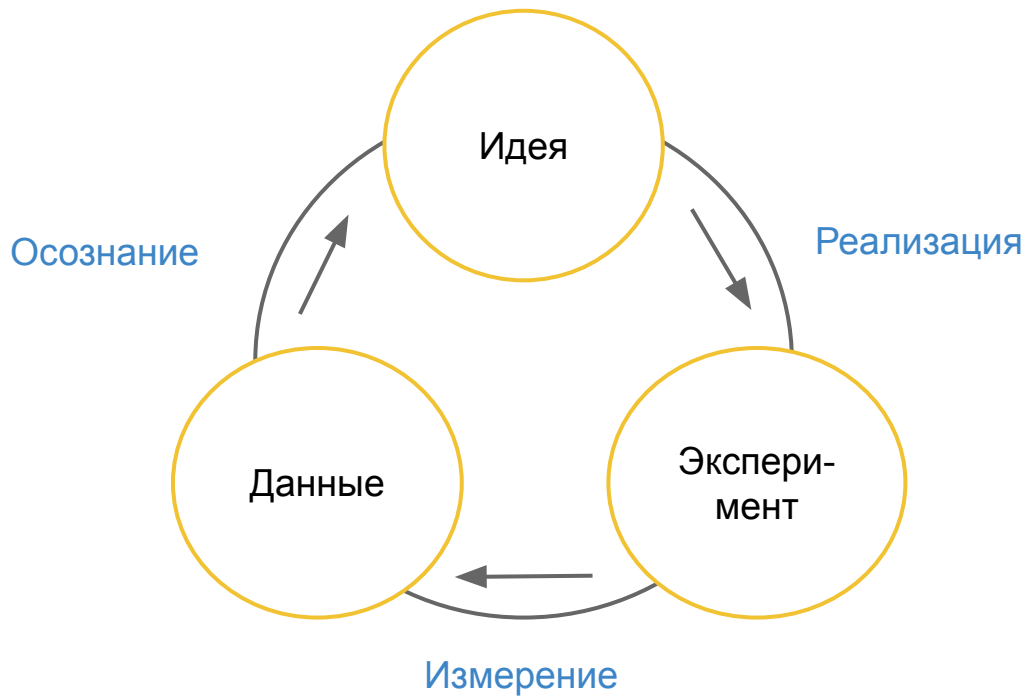 Идея
Осознание
Реализация
Данные
Экспери-
мент
Измерение